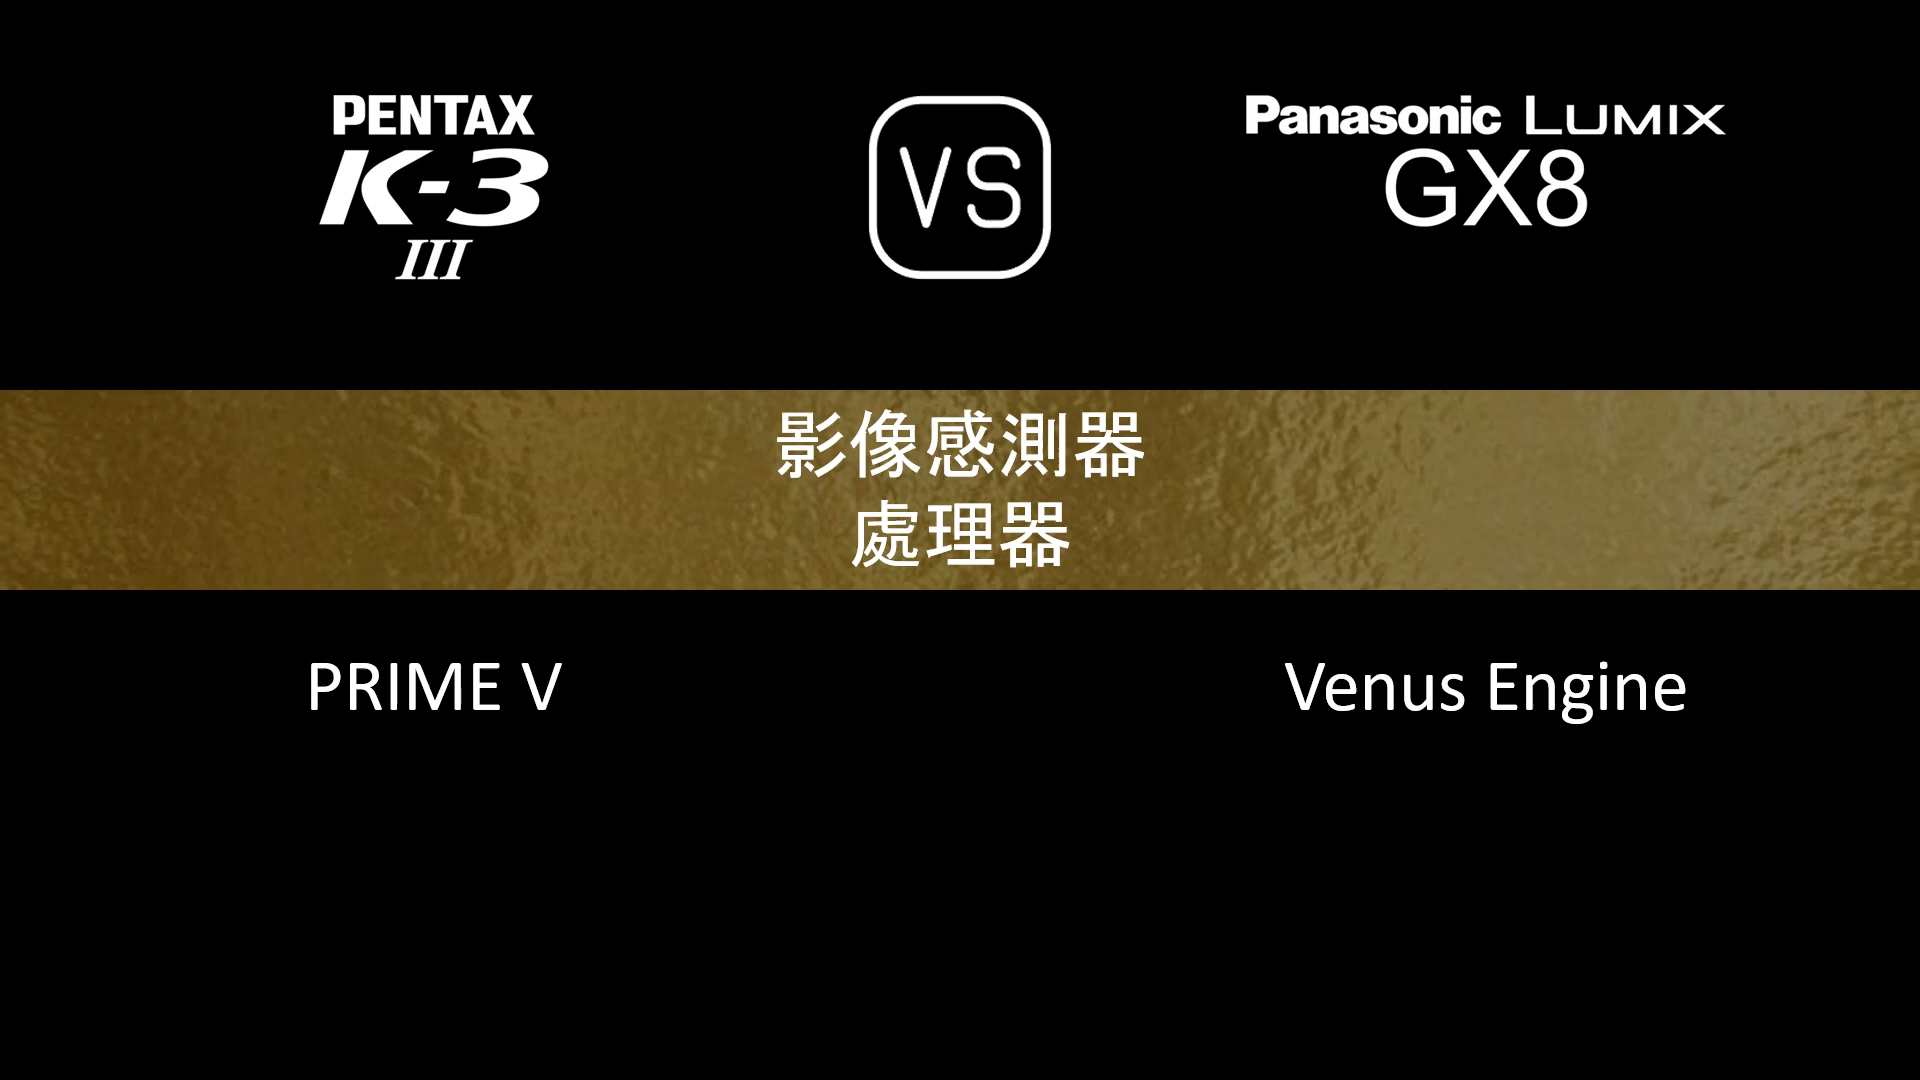 PENTAX
K-3
III
VS
Panasonic LUMIX
GX8
影像感測器
處理器
PRIME V
Venus Engine